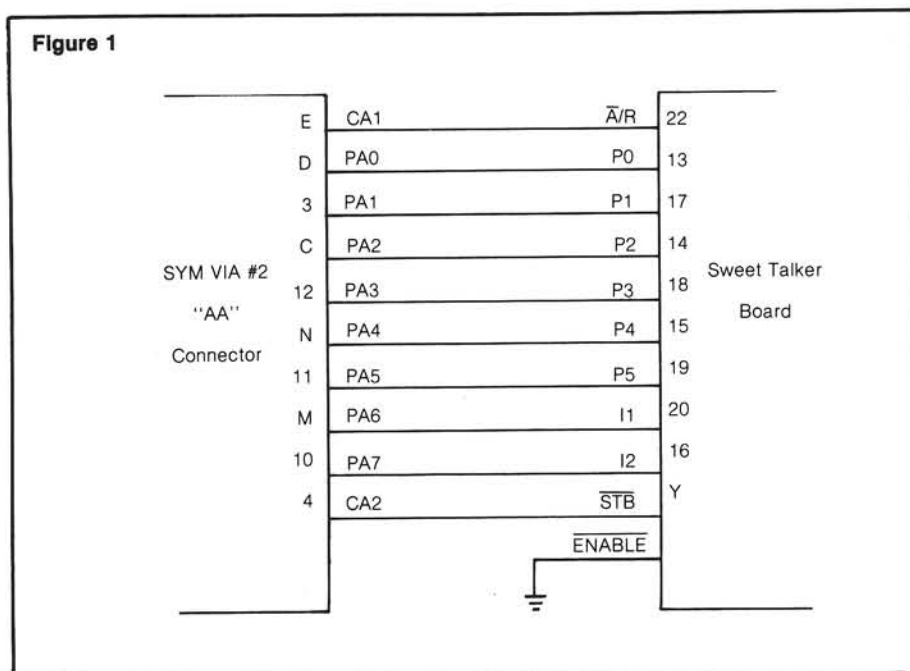 Figure 1
E CA1 A̅/R 22
D PA0 P0 13
3 PA1 P1 17
C PA2 P2 14
SYM VIA #2
"AA"
Connector
12 PA3 P3 18
Sweet Talker
Board
N PA4 P4 15
11 PA5 P5 19
M PA6 I1 20
10 PA7 I2 16
4 CA2 S̅T̅B̅ Y
E̅N̅A̅B̅L̅E̅